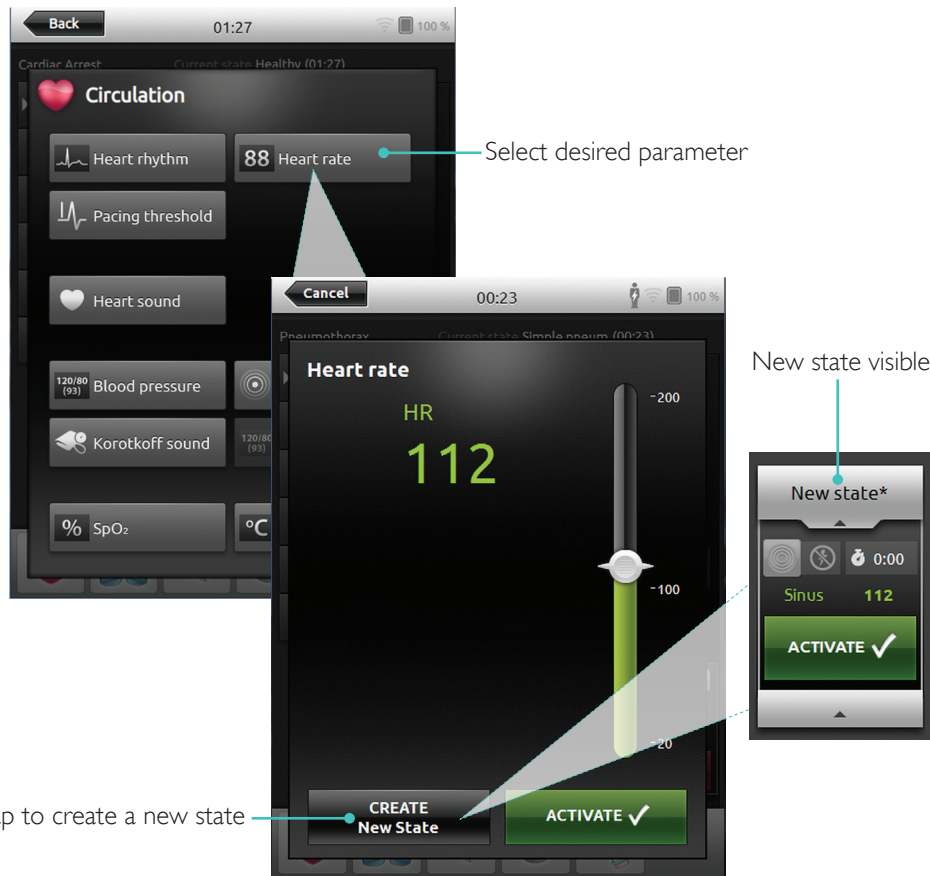 Back
01:27
100 %
Cardiac Arrest
Current state Healthy (01:27)
Circulation
Heart rhythm
88 Heart rate
Select desired parameter
Pacing threshold
Heart sound
120/80
(93)
Blood pressure
Korotkoff sound
120/80
(93)
% SpO₂
°C
Cancel
00:23
100 %
Pneumothorax
Current state Simple pneum (00:23)
Heart rate
HR
112
-200
-100
-20
CREATE
New State
ACTIVATE
New state visible
New state*
0:00
Sinus 112
ACTIVATE
p to create a new state